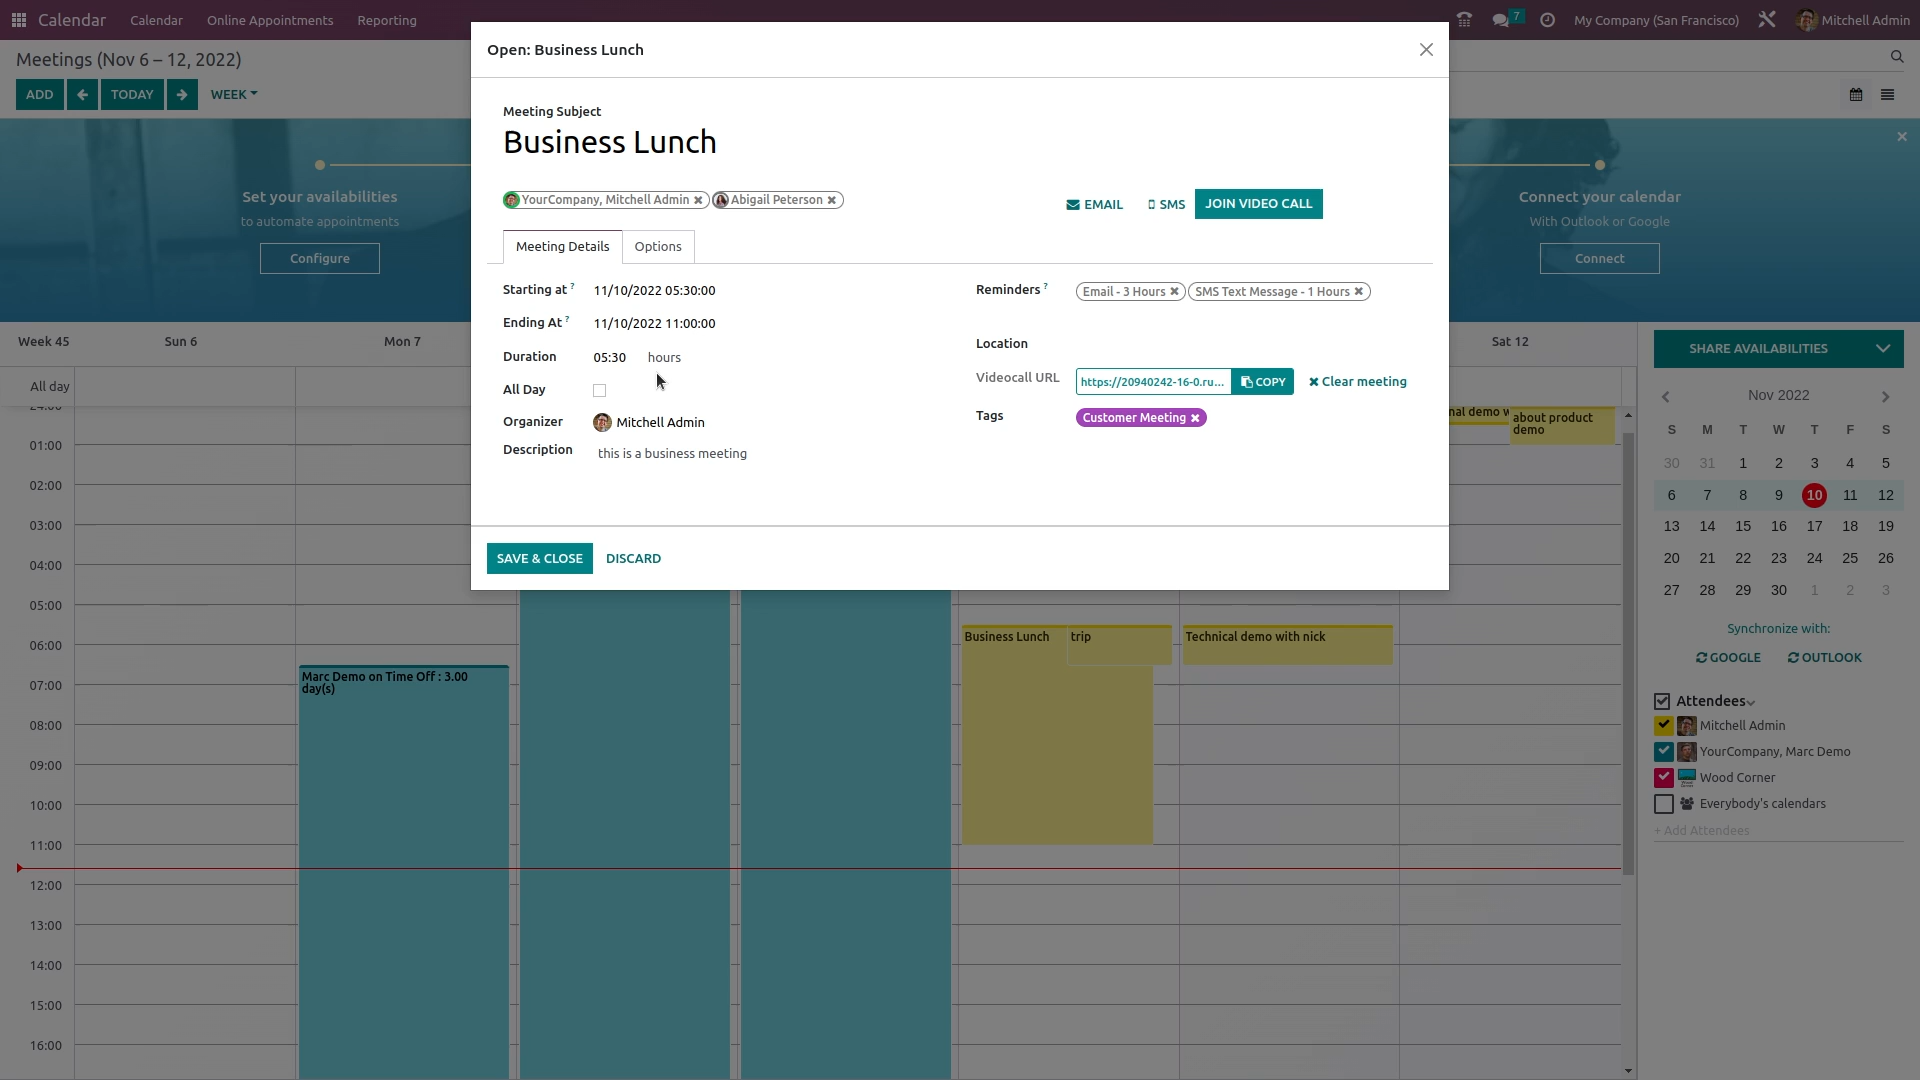 Calendar Calendar Online Appointments Reporting
7 My Company (San Francisco) Mitchell Admin
Meetings (Nov 6 – 12, 2022)
ADD TODAY WEEK
Open: Business Lunch
Meeting Subject
Business Lunch
YourCompany, Mitchell Admin Abigail Peterson
EMAIL SMS JOIN VIDEO CALL
Meeting Details Options
Starting at ? 11/10/2022 05:30:00
Ending At ? 11/10/2022 11:00:00
Duration 05:30 hours
All Day
Organizer Mitchell Admin
Description this is a business meeting
Reminders ? Email - 3 Hours SMS Text Message - 1 Hours
Location
Videocall URL https://20940242-16-0.ru... COPY Clear meeting
Tags Customer Meeting
SAVE & CLOSE DISCARD
Set your availabilities
to automate appointments
Configure
Connect your calendar
With Outlook or Google
Connect
Week 45 Sun 6 Mon 7 Sat 12
All day
24:00
01:00
02:00
03:00
04:00
05:00
06:00
07:00
08:00
09:00
10:00
11:00
12:00
13:00
14:00
15:00
16:00
Marc Demo on Time Off : 3.00
day(s)
Business Lunch
trip
Technical demo with nick
nal demo w
about product
demo
SHARE AVAILABILITIES
Nov 2022
S M T W T F S
30 31 1 2 3 4 5
6 7 8 9 10 11 12
13 14 15 16 17 18 19
20 21 22 23 24 25 26
27 28 29 30 1 2 3
Synchronize with:
GOOGLE OUTLOOK
Attendees
Mitchell Admin
YourCompany, Marc Demo
Wood Corner
Everybody's calendars
+ Add Attendees